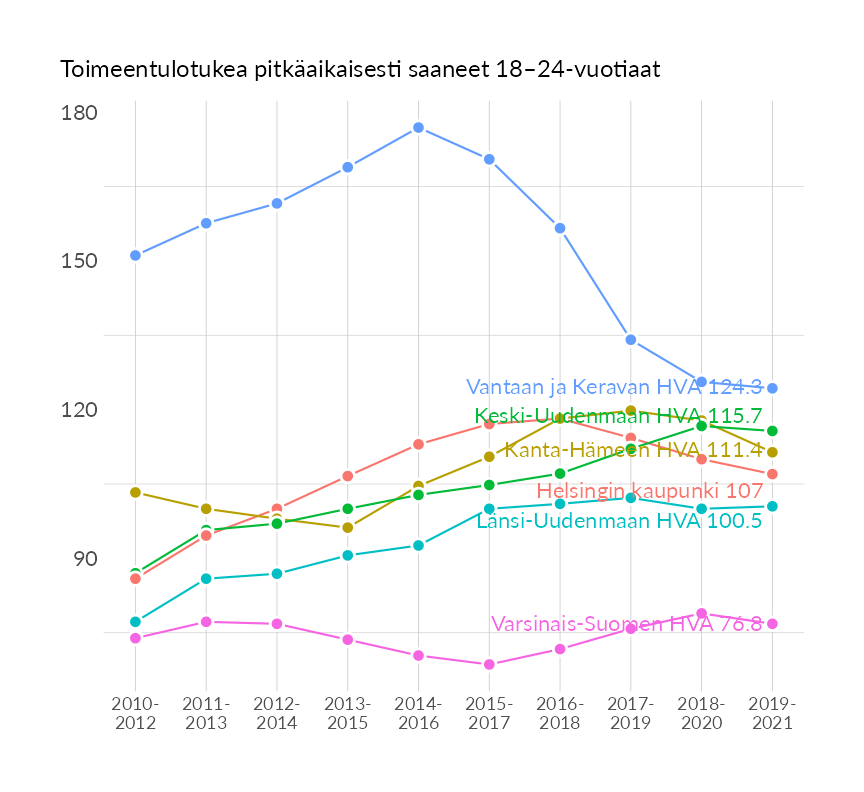 Toimeentulotukea pitkäaikaisesti saaneet 18–24-vuotiaat
180
150
120
90
Vantaan ja Keravan HVA 124.3
Keski-Uudenmaan HVA 115.7
Kanta-Hämeen HVA 111.4
Helsingin kaupunki 107
Länsi-Uudenmaan HVA 100.5
Varsinais-Suomen HVA 76.8
2010- 2011- 2012- 2013- 2014- 2015- 2016- 2017- 2018- 2019-
2012 2013 2014 2015 2016 2017 2018 2019 2020 2021